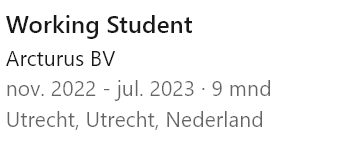 Working Student
Arcturus BV
nov. 2022 - jul. 2023 · 9 mnd
Utrecht, Utrecht, Nederland